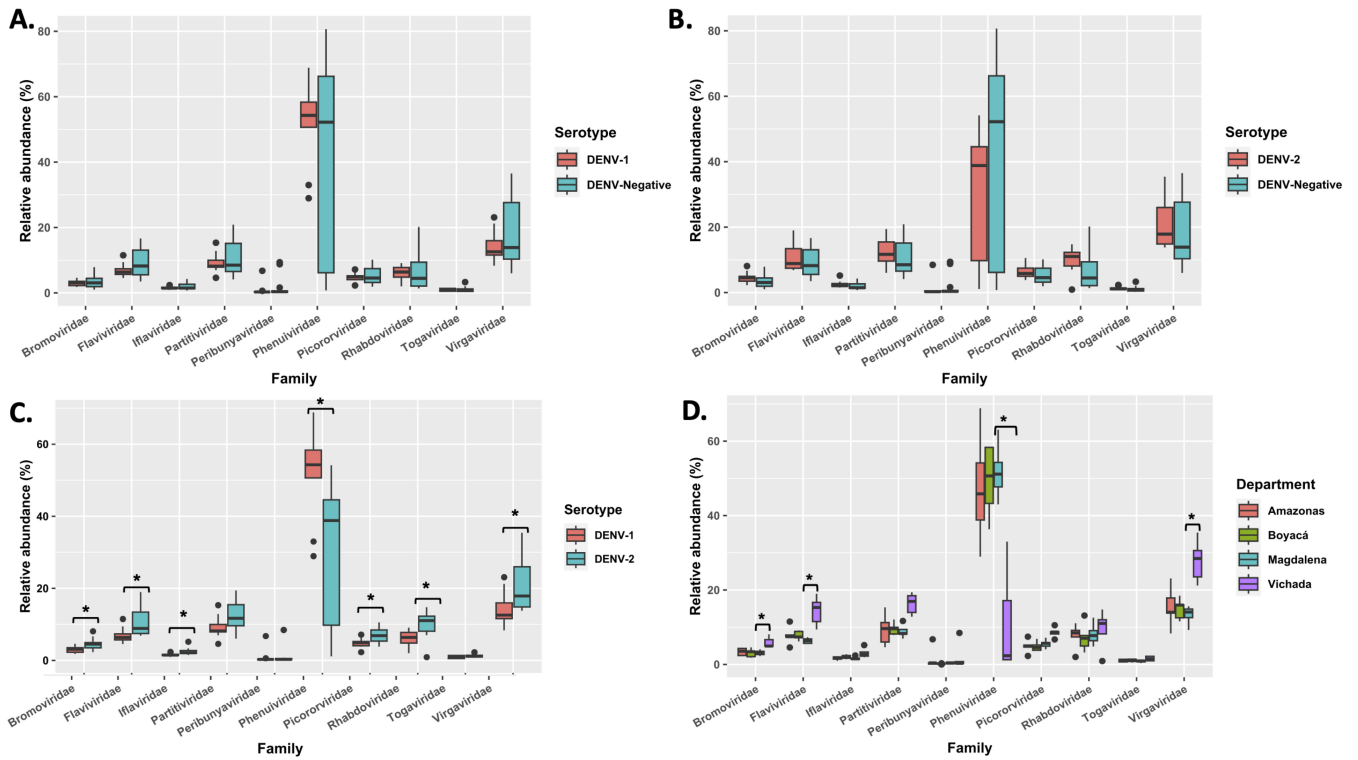 A.
80
60
40
20
0
Relative abundance (%)
Bromoviridae
Flaviviridae
Iflaviridae
Partitiviridae
Peribunyaviridae
Phenuiviridae
Picororviridae
Rhabdoviridae
Togaviridae
Virgaviridae
Family
Serotype
DENV-1
DENV-Negative
B.
80
60
40
20
0
Relative abundance (%)
Bromoviridae
Flaviviridae
Iflaviridae
Partitiviridae
Peribunyaviridae
Phenuiviridae
Picororviridae
Rhabdoviridae
Togaviridae
Virgaviridae
Family
Serotype
DENV-2
DENV-Negative
C.
60
40
20
0
Relative abundance (%)
* * * * * * *
Bromoviridae
Flaviviridae
Iflaviridae
Partitiviridae
Peribunyaviridae
Phenuiviridae
Picororviridae
Rhabdoviridae
Togaviridae
Virgaviridae
Family
Serotype
DENV-1
DENV-2
D.
60
40
20
0
Relative abundance (%)
* * * *
Bromoviridae
Flaviviridae
Iflaviridae
Partitiviridae
Peribunyaviridae
Phenuiviridae
Picororviridae
Rhabdoviridae
Togaviridae
Virgaviridae
Family
Department
Amazonas
Boyacá
Magdalena
Vichada